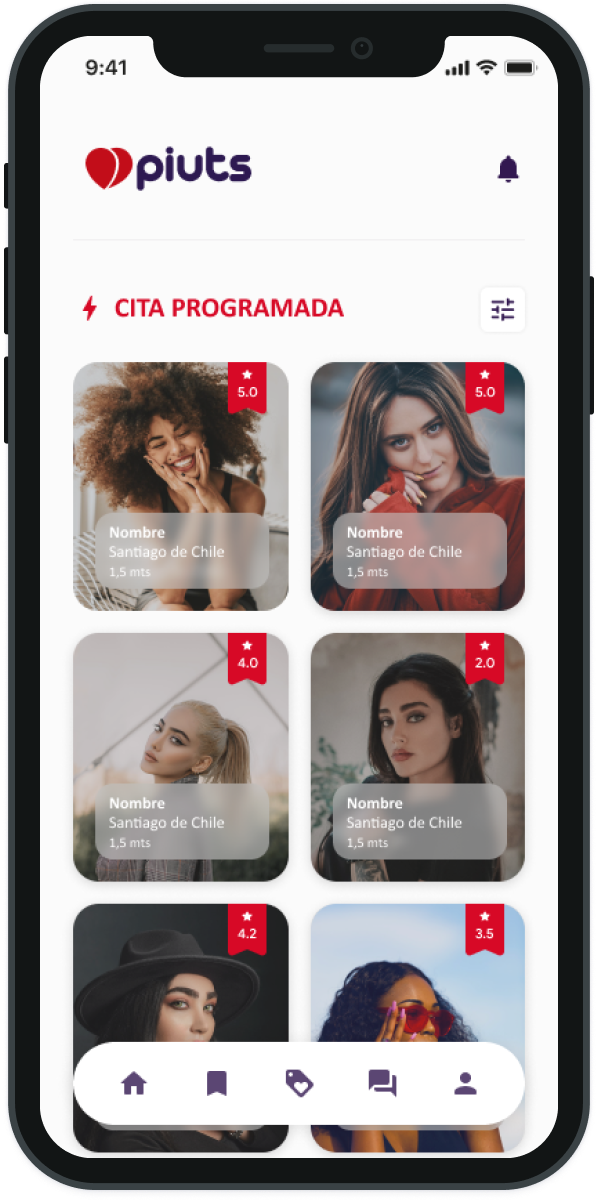 9:41
piuts
CITA PROGRAMADA
5.0
Nombre
Santiago de Chile
1,5 mts
5.0
Nombre
Santiago de Chile
1,5 mts
4.0
Nombre
Santiago de Chile
1,5 mts
2.0
Nombre
Santiago de Chile
1,5 mts
4.2
3.5